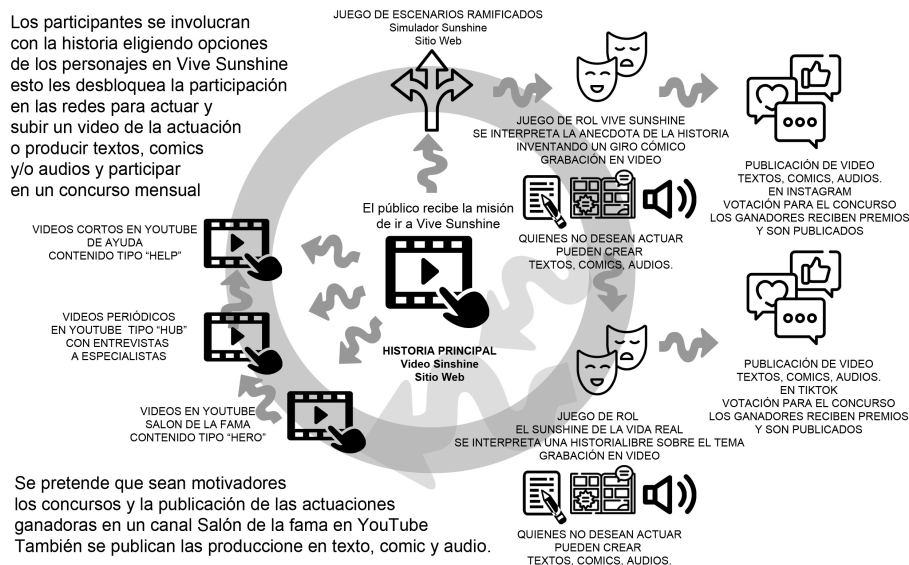 Los participantes se involucran
con la historia eligiendo opciones
de los personajes en Vive Sunshine
esto les desbloquea la participación
en las redes para actuar y
subir un video de la actuación
o producir textos, comics
y/o audios y participar
en un concurso mensual
JUEGO DE ESCENARIOS RAMIFICADOS
Simulador Sunshine
Sitio Web
JUEGO DE ROL VIVE SUNSHINE
SE INTERPRETA LA ANECDOTA DE LA HISTORIA
INVENTANDO UN GIRO CÓMICO
GRABACIÓN EN VIDEO
QUIENES NO DESEAN ACTUAR
PUEDEN CREAR
TEXTOS, COMICS, AUDIOS.
PUBLICACIÓN DE VIDEO
TEXTOS, COMICS, AUDIOS.
EN INSTAGRAM
VOTACIÓN PARA EL CONCURSO
LOS GANADORES RECIBEN PREMIOS
Y SON PUBLICADOS
El público recibe la misión
de ir a Vive Sunshine
HISTORIA PRINCIPAL
Video Sinshine
Sitio Web
VIDEOS CORTOS EN YOUTUBE
DE AYUDA
CONTENIDO TIPO “HELP”
VIDEOS PERIÓDICOS
EN YOUTUBE TIPO “HUB”
CON ENTREVISTAS
A ESPECIALISTAS
VIDEOS EN YOUTUBE
SALON DE LA FAMA
CONTENIDO TIPO “HERO”
JUEGO DE ROL
EL SUNSHINE DE LA VIDA REAL
SE INTERPRETA UNA HISTORIALIBRE SOBRE EL TEMA
GRABACIÓN EN VIDEO
QUIENES NO DESEAN ACTUAR
PUEDEN CREAR
TEXTOS, COMICS, AUDIOS.
PUBLICACIÓN DE VIDEO
TEXTOS, COMICS, AUDIOS.
EN TIKTOK
VOTACIÓN PARA EL CONCURSO
LOS GANADORES RECIBEN PREMIOS
Y SON PUBLICADOS
Se pretende que sean motivadores
los concursos y la publicación de las actuaciones
ganadoras en un canal Salón de la fama en YouTube
También se publican las produccione en texto, comic y audio.